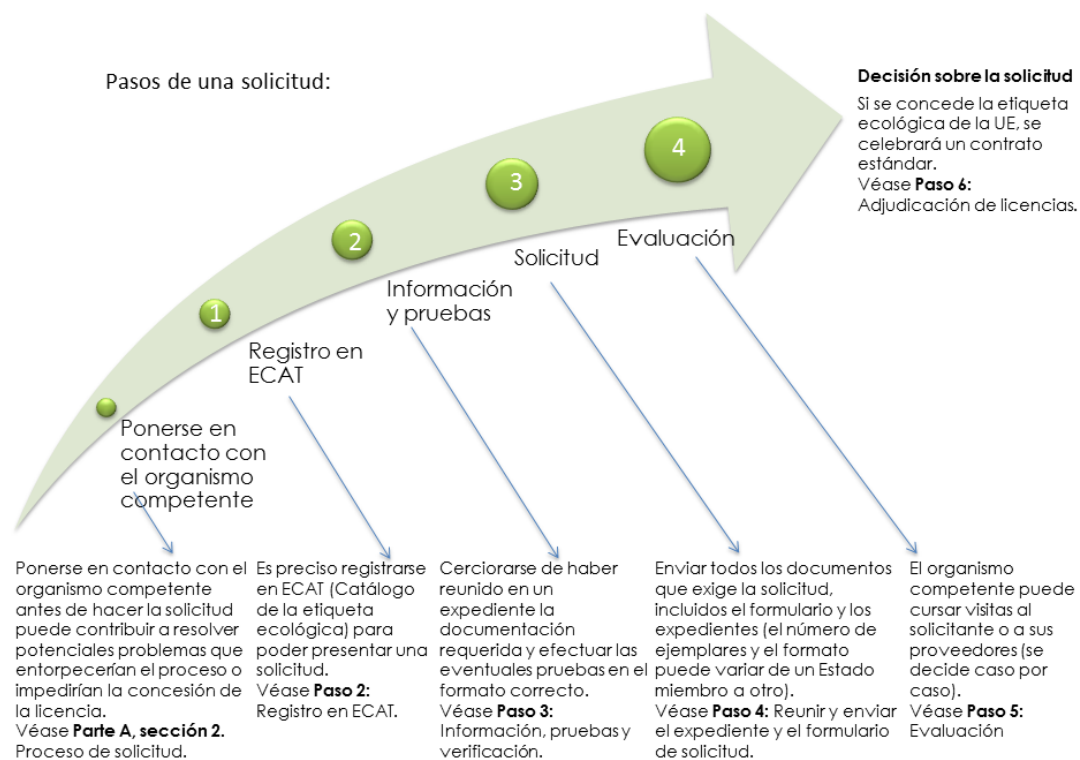 Pasos de una solicitud:
Decisión sobre la solicitud
Si se concede la etiqueta
ecológica de la UE, se
celebrará un contrato
estándar.
Véase Paso 6:
Adjudicación de licencias.
4
3
2
1
Evaluación
Solicitud
Información
y pruebas
Registro en
ECAT
Ponerse en
contacto con
el organismo
competente
Ponerse en contacto con el
organismo competente
antes de hacer la solicitud
puede contribuir a resolver
potenciales problemas que
entorpecerían el proceso o
impedirían la concesión de
la licencia.
Véase Parte A, sección 2.
Proceso de solicitud.
Es preciso registrarse
en ECAT (Catálogo
de la etiqueta
ecológica) para
poder presentar una
solicitud.
Véase Paso 2:
Registro en ECAT.
Cerciorarse de haber
reunido en un
expediente la
documentación
requerida y efectuar las
eventuales pruebas en el
formato correcto.
Véase Paso 3:
Información, pruebas y
verificación.
Enviar todos los documentos
que exige la solicitud,
incluidos el formulario y los
expedientes (el número de
ejemplares y el formato
puede variar de un Estado
miembro a otro).
Véase Paso 4: Reunir y enviar
el expediente y el formulario
de solicitud.
El organismo
competente puede
cursar visitas al
solicitante o a sus
proveedores (se
decide caso por
caso).
Véase Paso 5:
Evaluación